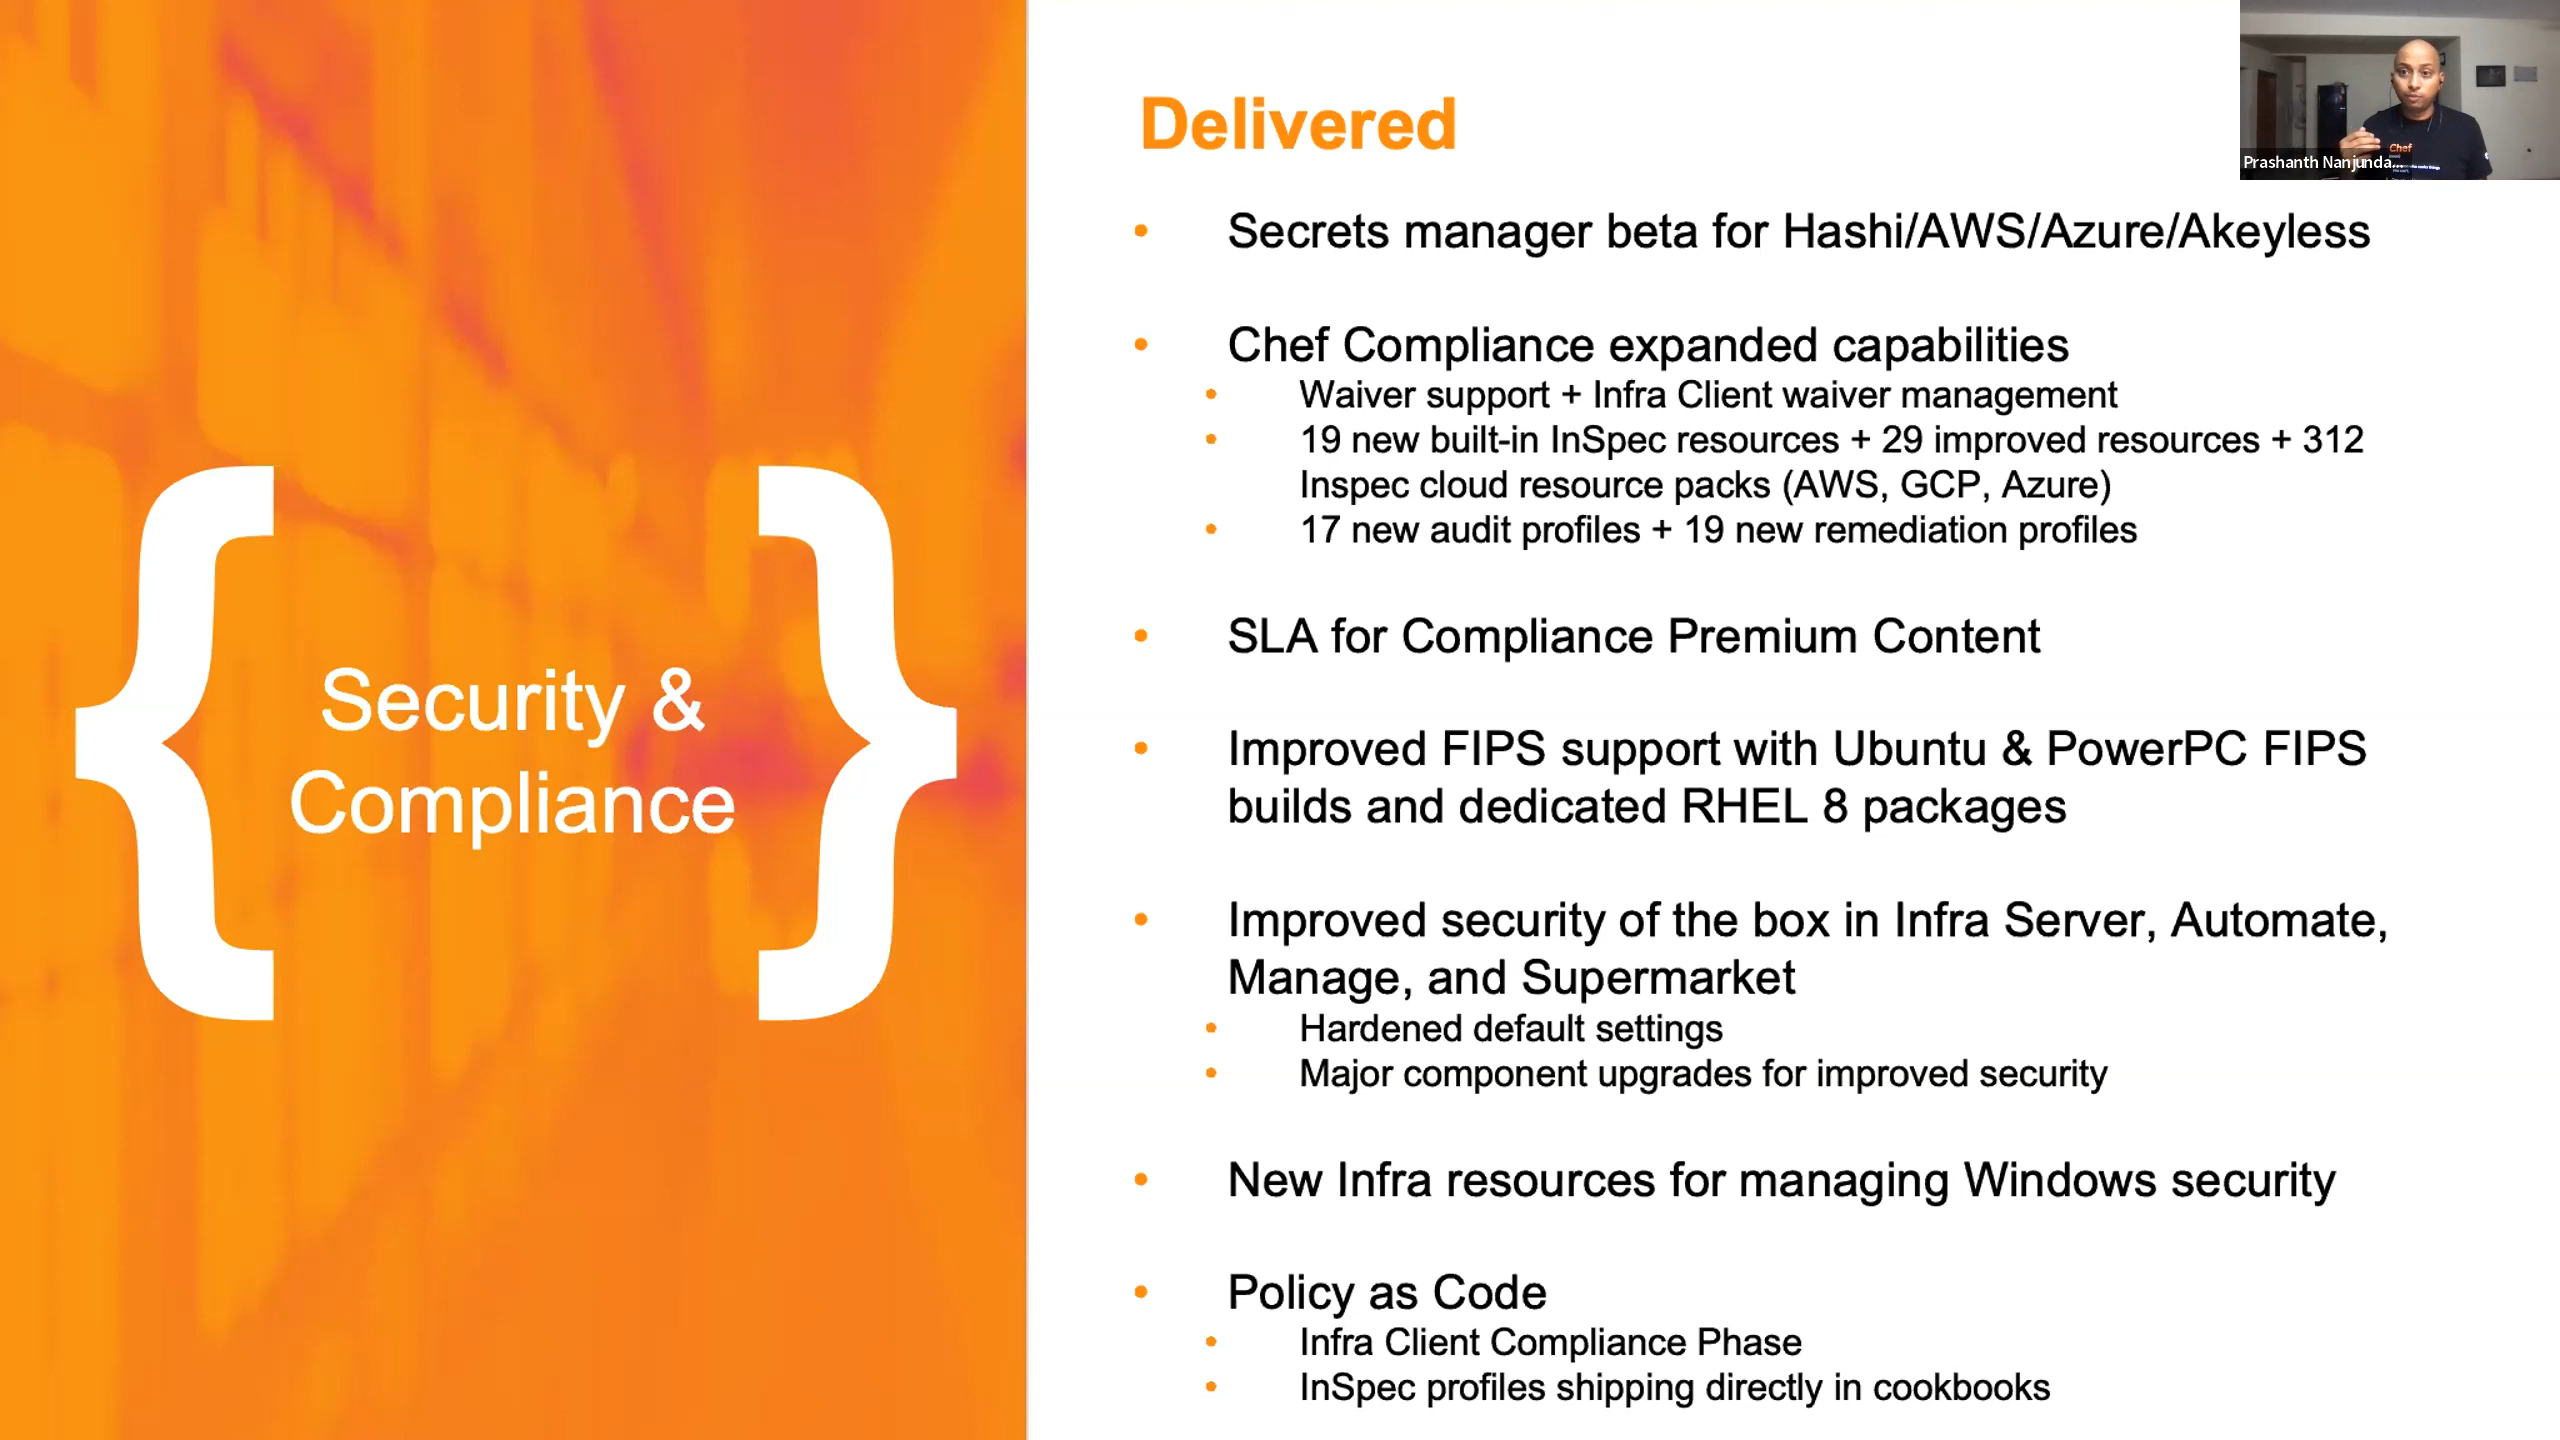 Delivered
Prashanth Nanjunda...
Chef
• Secrets manager beta for Hashi/AWS/Azure/Akeyless
• Chef Compliance expanded capabilities
• Waiver support + Infra Client waiver management
• 19 new built-in InSpec resources + 29 improved resources + 312
Inspec cloud resource packs (AWS, GCP, Azure)
• 17 new audit profiles + 19 new remediation profiles
• SLA for Compliance Premium Content
• Improved FIPS support with Ubuntu & PowerPC FIPS
builds and dedicated RHEL 8 packages
• Improved security of the box in Infra Server, Automate,
Manage, and Supermarket
• Hardened default settings
• Major component upgrades for improved security
• New Infra resources for managing Windows security
• Policy as Code
• Infra Client Compliance Phase
• InSpec profiles shipping directly in cookbooks
{ Security &
Compliance }